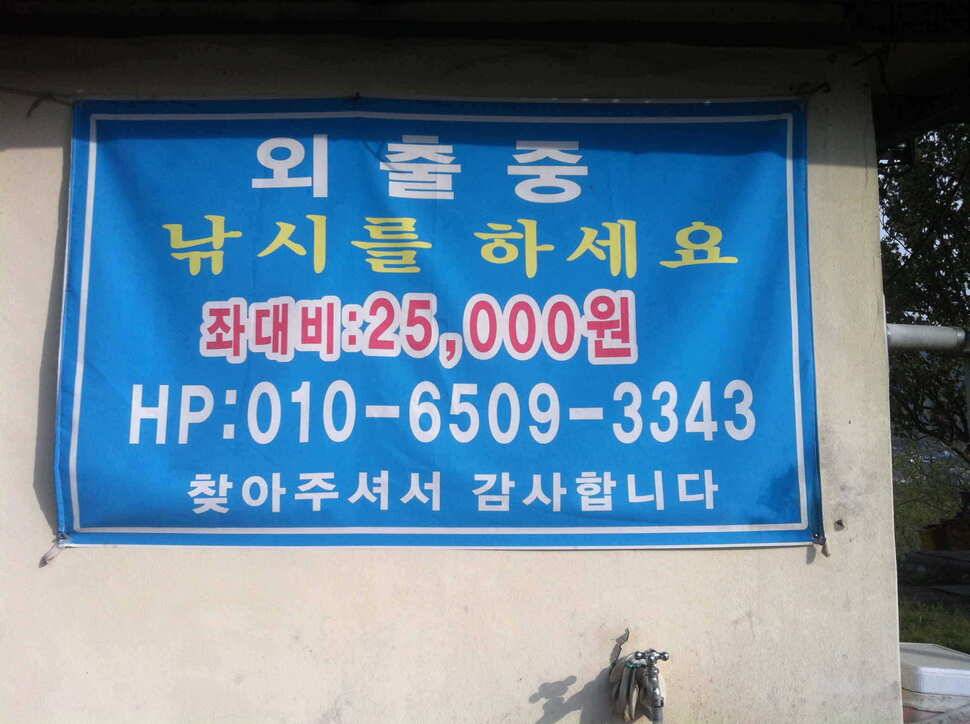 외출중
낚시를 하세요
좌대비:25,000원
HP:010-6509-3343
찾아주셔서 감사합니다